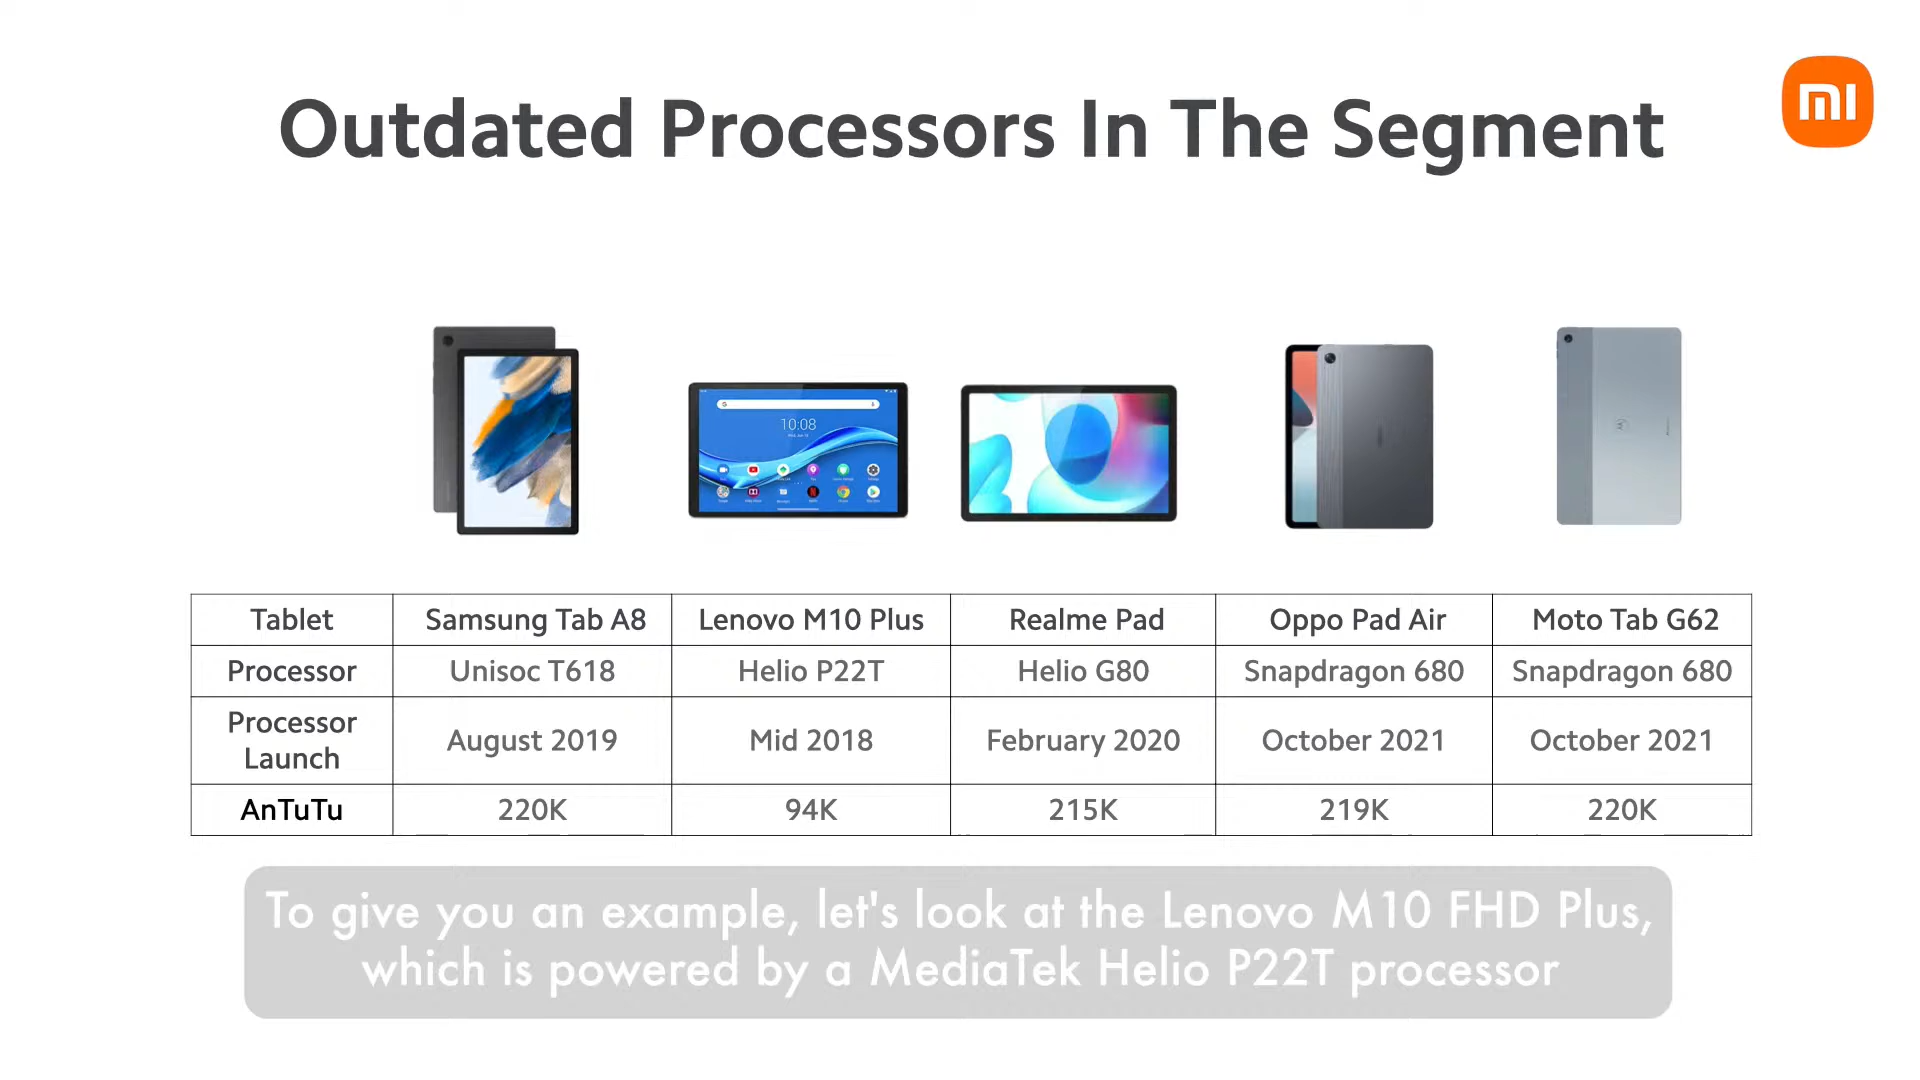 mi
Outdated Processors In The Segment
10:08
Tablet
Samsung Tab A8
Lenovo M10 Plus
Realme Pad
Oppo Pad Air
Moto Tab G62
Processor
Unisoc T618
Helio P22T
Helio G80
Snapdragon 680
Snapdragon 680
Processor
Launch
August 2019
Mid 2018
February 2020
October 2021
October 2021
AnTuTu
220K
94K
215K
219K
220K
To give you an example, let's look at the Lenovo M10 FHD Plus,
which is powered by a MediaTek Helio P22T processor